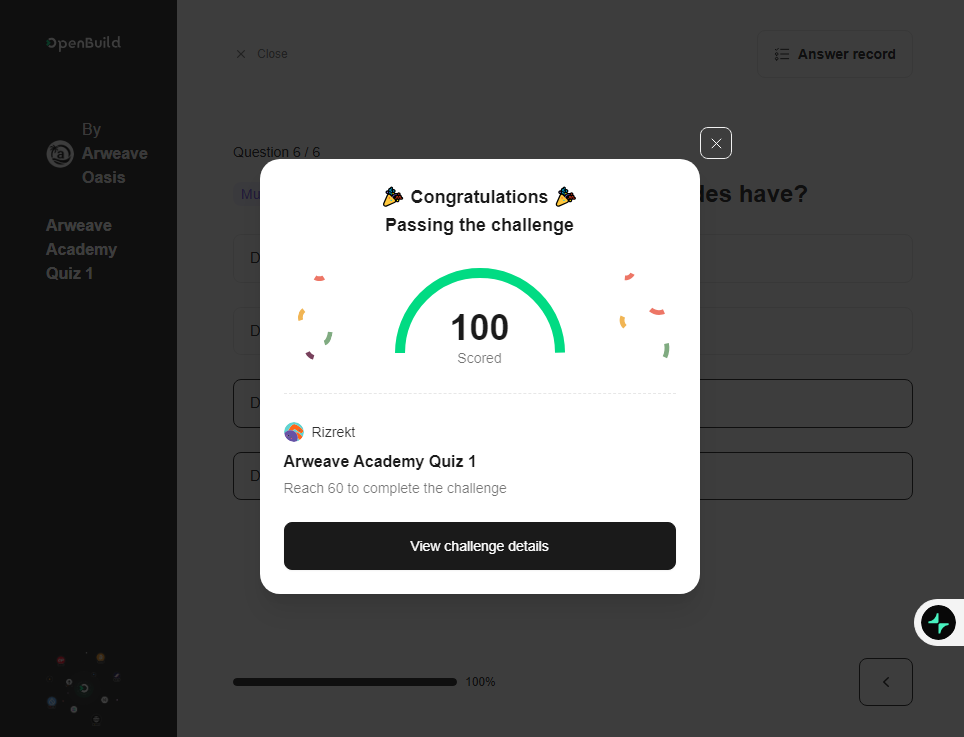 OpenBuild
By
Arweave
Oasis
Arweave
Academy
Quiz 1
Close
Answer record
Question 6 / 6
Mu
des have?
D
D
D
D
Congratulations
Passing the challenge
100
Scored
Rizrekt
Arweave Academy Quiz 1
Reach 60 to complete the challenge
View challenge details
100%